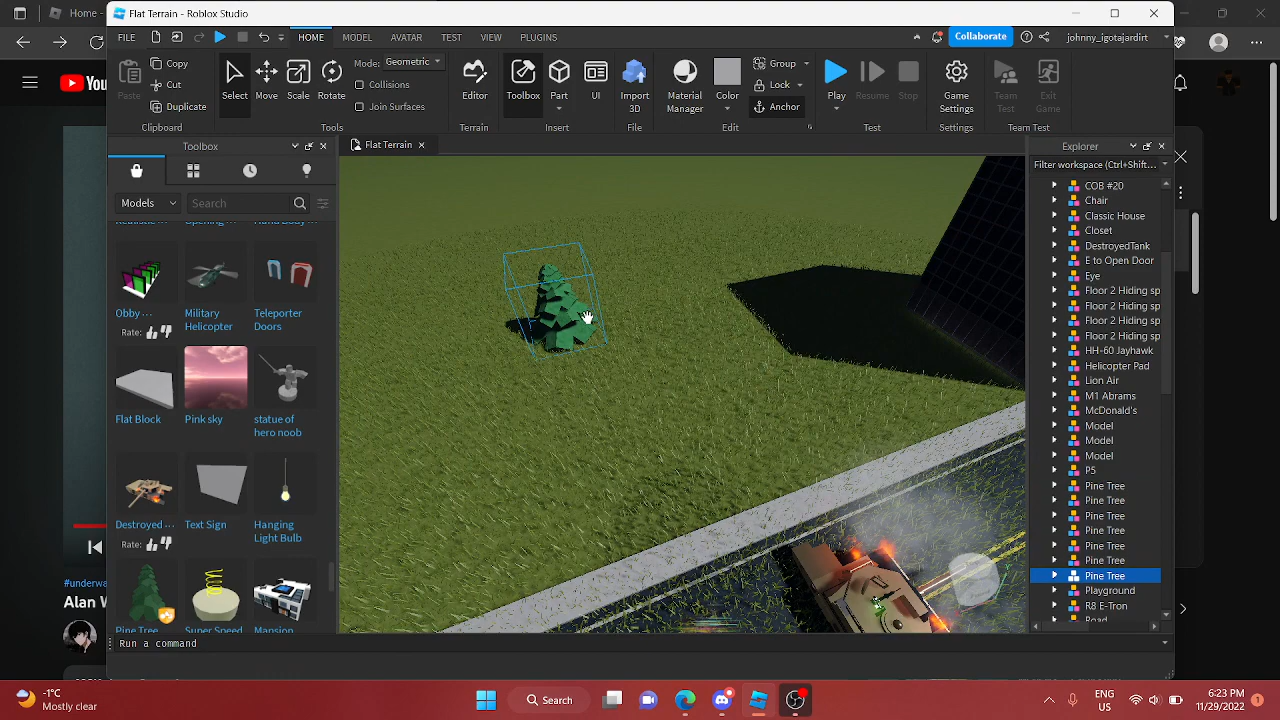 Flat Terrain - Roblox Studio
Home
YouTu
FILE
HOME
MODEL
AVATAR
TEST
VIEW
PLUGINS
Collaborate
johnny_igotajardirt
Paste
Copy
Cut
Duplicate
Select
Move
Scale
Rotate
Mode: Geometric
Collisions
Join Surfaces
Editor
Toolbox
Part
UI
Import
3D
Material
Manager
Color
Group
Lock
Anchor
Play
Resume
Stop
Game
Settings
Team
Test
Exit
Game
Clipboard
Tools
Terrain
Insert
File
Edit
Test
Settings
Team Test
Toolbox
Flat Terrain
Explorer
Filter workspace (Ctrl+Shift...
Models
Search
Obby ...
Military
Helicopter
Teleporter
Doors
Rate:
Flat Block
Pink sky
statue of
hero noob
Destroyed ...
Text Sign
Hanging
Light Bulb
Rate:
Pine Tree
Super Speed
Mansion
COB #20
Chair
Classic House
Closet
DestroyedTank
E to Open Door
Eye
Floor 2 Hiding sp
Floor 2 Hiding sp
Floor 2 Hiding sp
Floor 2 Hiding sp
HH-60 Jayhawk
Helicopter Pad
Lion Air
M1 Abrams
McDonald's
Model
Model
Model
P5
Pine Tree
Pine Tree
Pine Tree
Pine Tree
Pine Tree
Pine Tree
Pine Tree
Playground
R8 E-Tron
Road
#underwa
Alan W
Run a command
-1°C
Mostly clear
Search
ENG
US
6:23 PM
11/29/2022
1